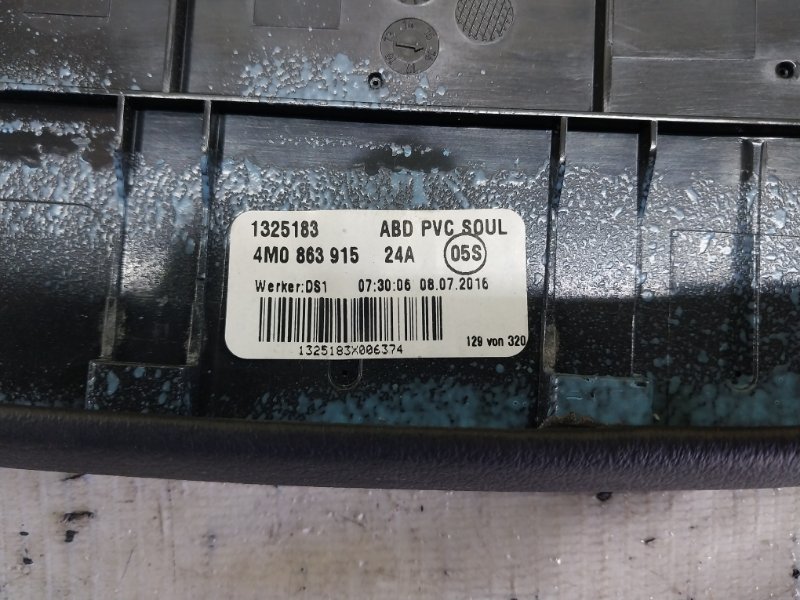 1325183 ABD PVC SOUL
4M0 863 915 24A 05S
Werker:DS1 07:30:06 08.07.2016
1325183X006374
129 von 320